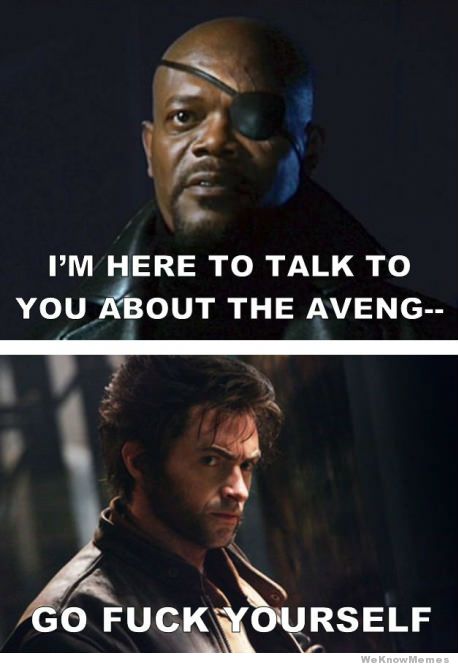 I'M HERE TO TALK TO
YOU ABOUT THE AVENG--
GO FUCK YOURSELF
WeKnowMemes